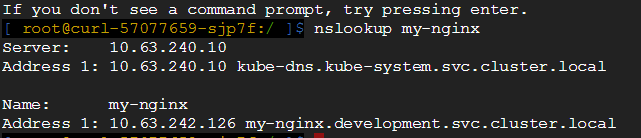 If you don't see a command prompt, try pressing enter.
[ root@curl-57077659-sjp7f:/ ]$ nslookup my-nginx
Server:    10.63.240.10
Address 1: 10.63.240.10 kube-dns.kube-system.svc.cluster.local

Name:      my-nginx
Address 1: 10.63.242.126 my-nginx.development.svc.cluster.local